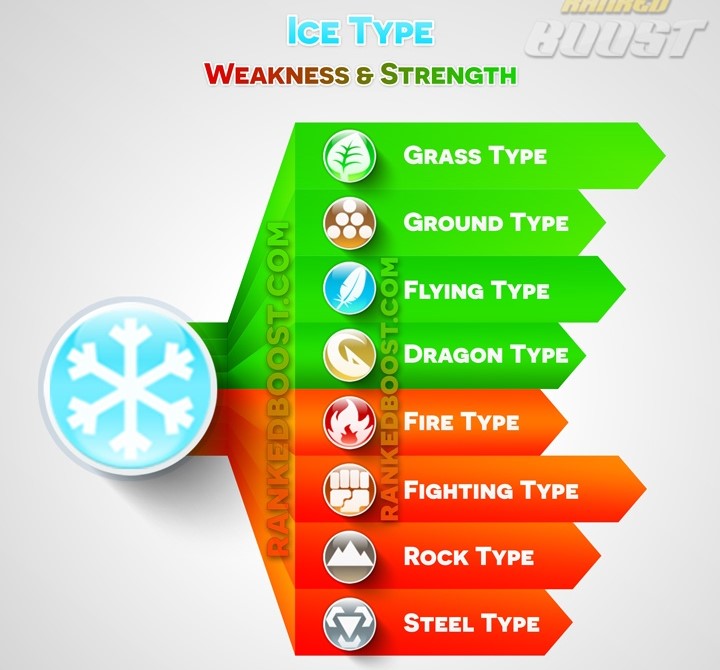 RANKED
BOOST
ICE TYPE
WEAKNESS & STRENGTH
GRASS TYPE
GROUND TYPE
FLYING TYPE
DRAGON TYPE
FIRE TYPE
FIGHTING TYPE
ROCK TYPE
STEEL TYPE
RANKEDBOOST.COM
RANKEDBOOST.COM